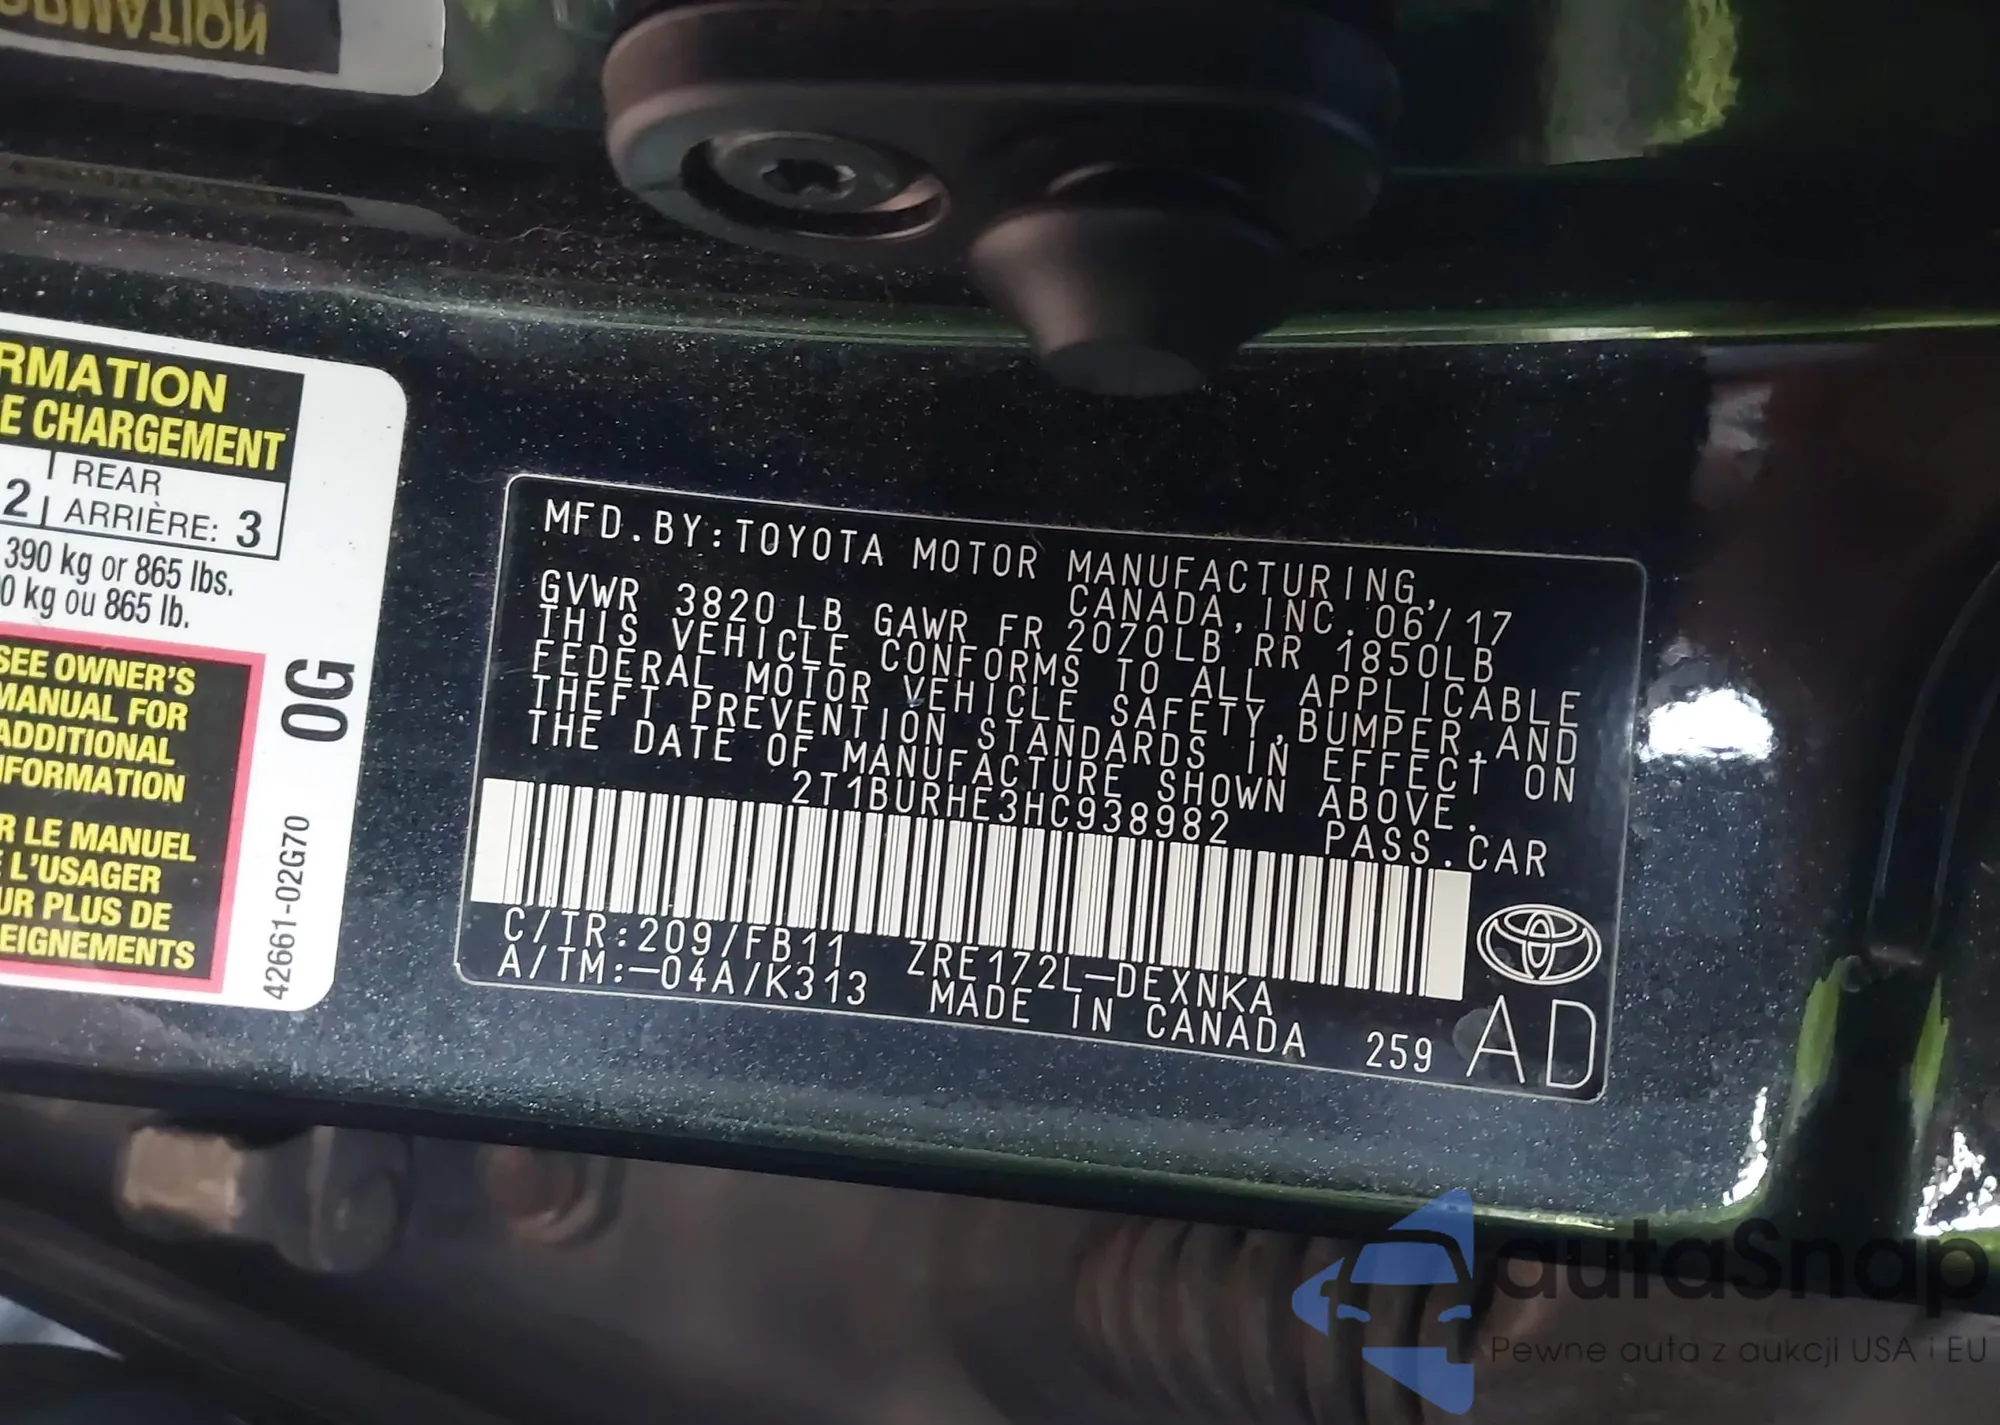 RMATION
E CHARGEMENT
2 REAR
ARRIÈRE: 3
390 kg or 865 lbs.
0 kg ou 865 lb.
SEE OWNER'S
MANUAL FOR
ADDITIONAL
NFORMATION
R LE MANUEL
L'USAGER
UR PLUS DE
EIGNEMENTS
0G
42661-02G70
MFD.BY:TOYOTA MOTOR MANUFACTURING,
CANADA, INC. 06/17
GVWR 3820 LB GAWR FR 2070LB RR 1850LB
THIS VEHICLE CONFORMS TO ALL APPLICABLE
FEDERAL MOTOR VEHICLE SAFETY,BUMPER,AND
THEFT PREVENTION STANDARDS IN EFFECT ON
THE DATE OF MANUFACTURE SHOWN ABOVE.
2T1BURHE3HC938982 PASS.CAR
C/TR:209/FB11 ZRE172L-DEXNKA
A/TM:-04A/K313 MADE IN CANADA 259 AD
autaSnap
Pewne auta z aukcji USA i EU